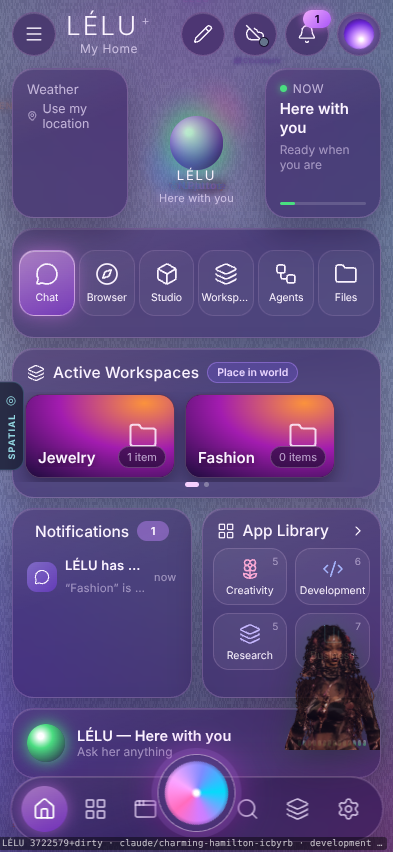 LÉLU +
My Home
1
Weather
Use my
location
LÉLU
Here with you
NOW
Here with
you
Ready when
you are
Chat
Browser
Studio
Worksp...
Agents
Files
Active Workspaces
Place in world
SPATIAL
Jewelry
1 item
Fashion
0 items
Notifications
1
LÉLU has ...
now
“Fashion” is ...
App Library
5
Creativity
6
Development
5
Research
7
LÉLU — Here with you
Ask her anything
LÉLU 3722579+dirty · claude/charming-hamilton-icbyrb · development …